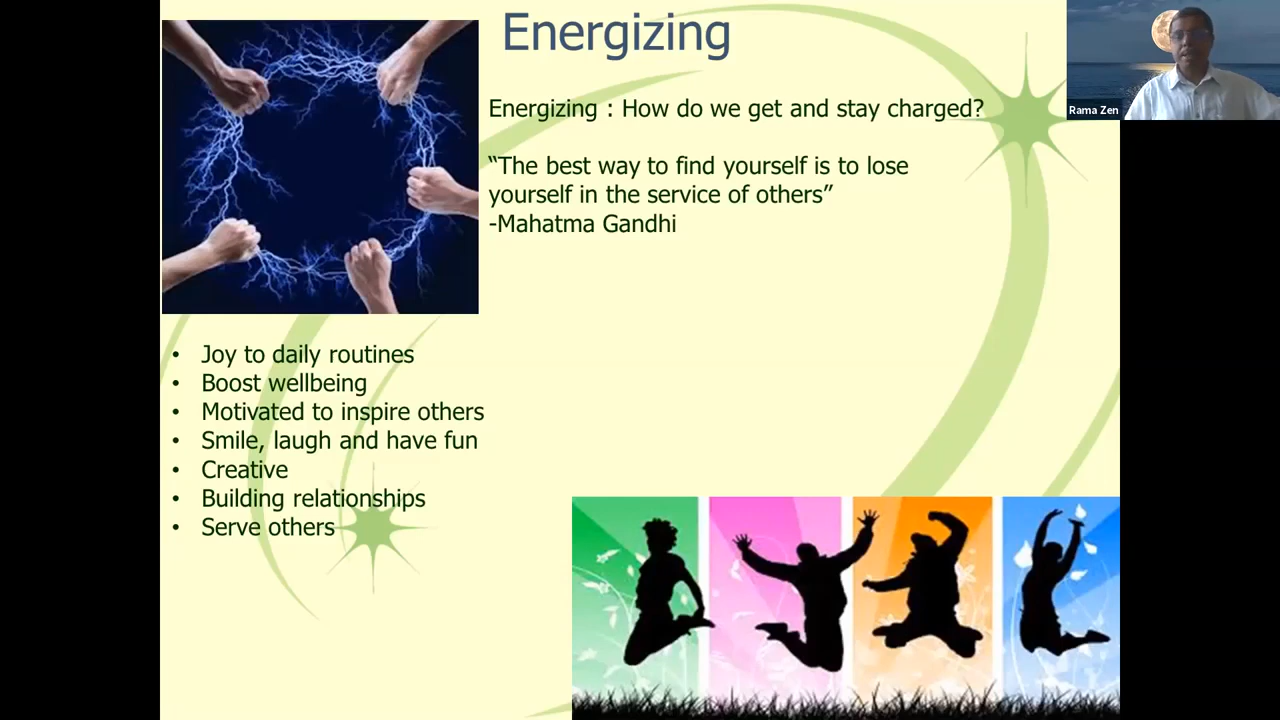 Energizing
Energizing : How do we get and stay charged?
“The best way to find yourself is to lose
yourself in the service of others”
-Mahatma Gandhi
• Joy to daily routines
• Boost wellbeing
• Motivated to inspire others
• Smile, laugh and have fun
• Creative
• Building relationships
• Serve others
Rama Zen